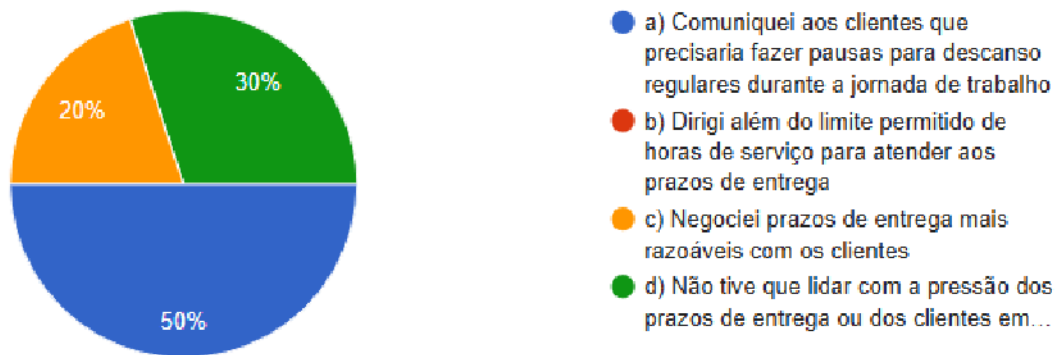 30%
20%
50%
a) Comuniquei aos clientes que
precisaria fazer pausas para descanso
regulares durante a jornada de trabalho
b) Dirigi além do limite permitido de
horas de serviço para atender aos
prazos de entrega
c) Negociei prazos de entrega mais
razoáveis com os clientes
d) Não tive que lidar com a pressão dos
prazos de entrega ou dos clientes em…